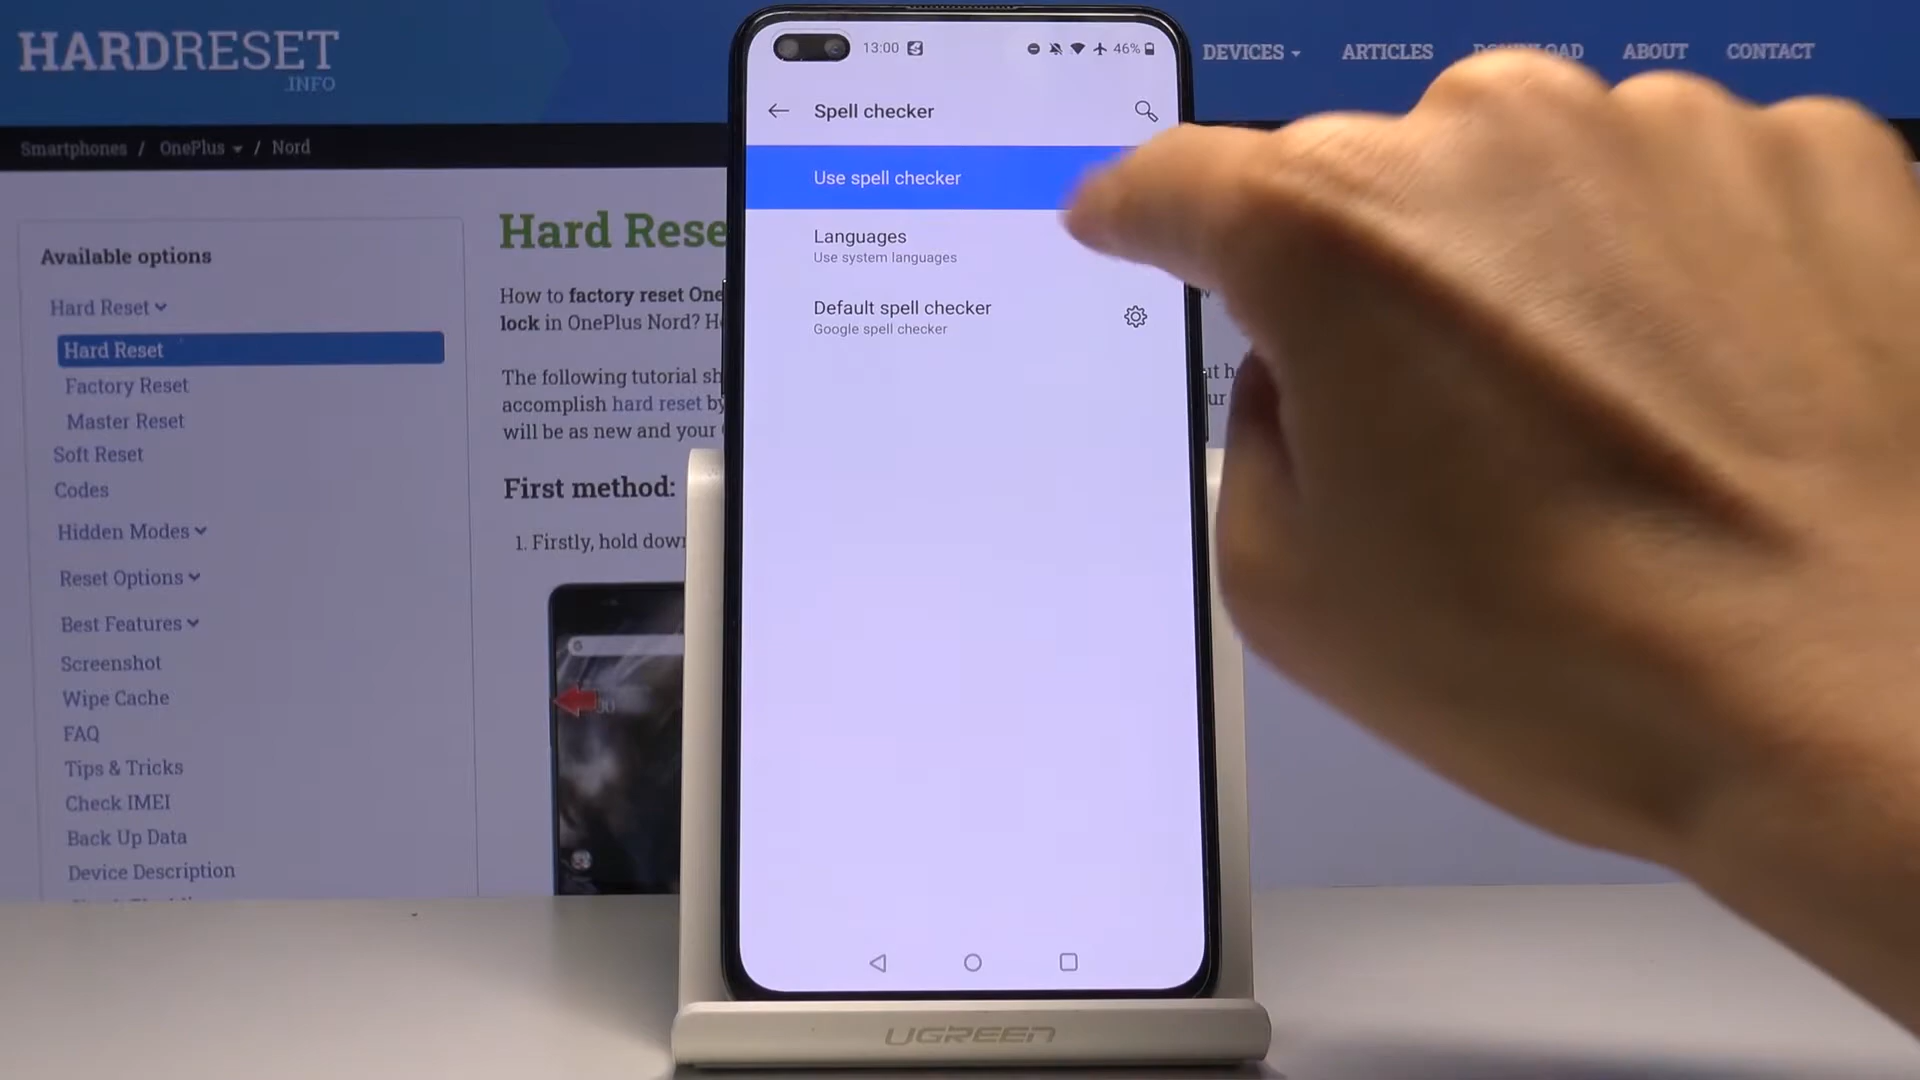 HARDRESET
.INFO
DEVICES
ARTICLES
DOWNLOAD
ABOUT
CONTACT
Smartphones / OnePlus / Nord
Available options
Hard Reset
Hard Reset
Factory Reset
Master Reset
Soft Reset
Codes
Hidden Modes
Reset Options
Best Features
Screenshot
Wipe Cache
FAQ
Tips & Tricks
Check IMEI
Back Up Data
Device Description
Hard Rese
How to factory reset One
lock in OnePlus Nord? H
The following tutorial sh
accomplish hard reset by
will be as new and your
First method:
1. Firstly, hold down
13:00
46%
Spell checker
Use spell checker
Languages
Use system languages
Default spell checker
Google spell checker
UGREEN